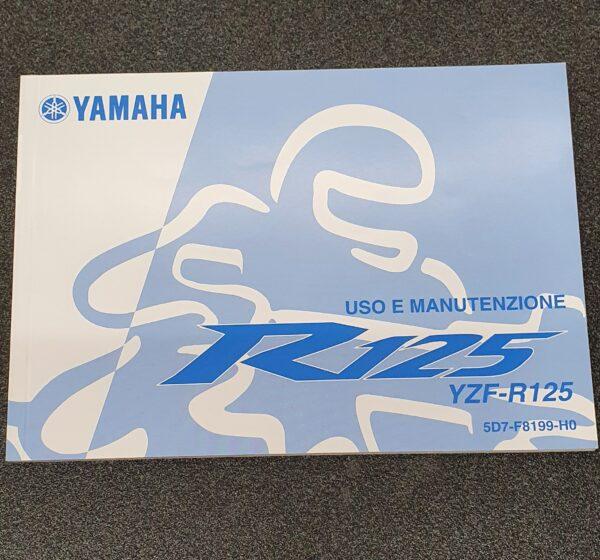 YAMAHA
USO E MANUTENZIONE
R125
YZF-R125
5D7-F8199-H0